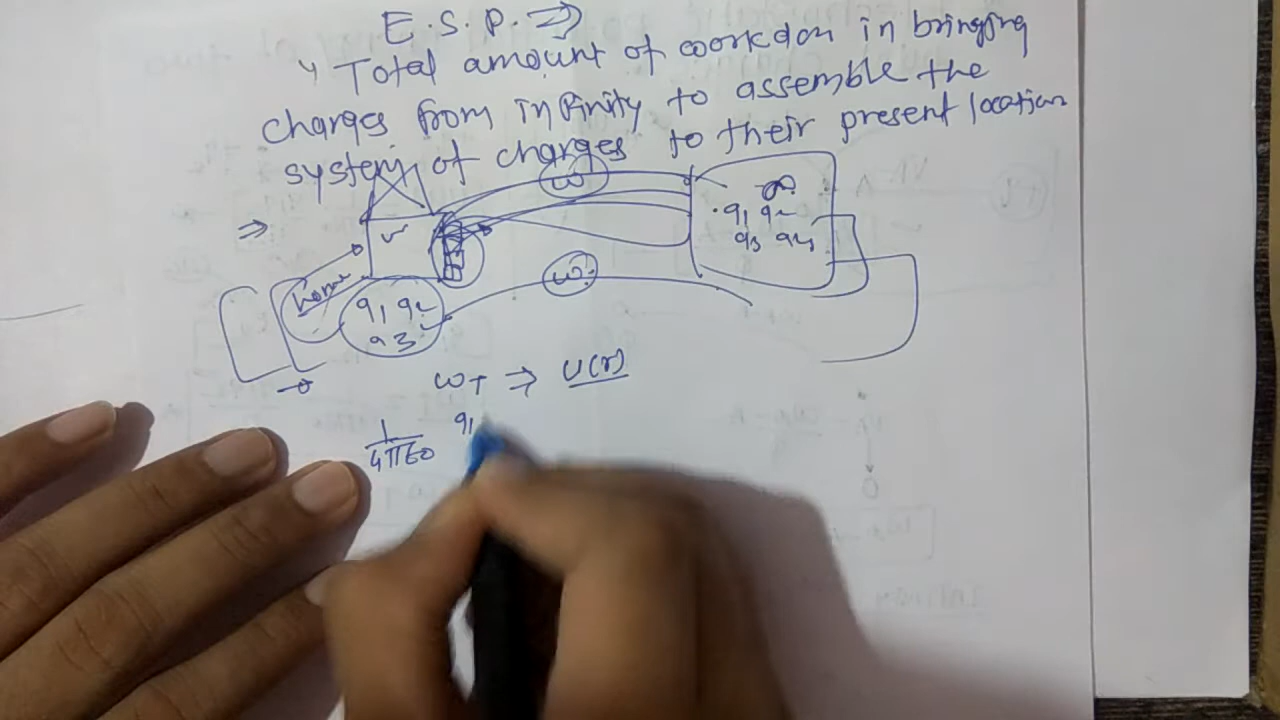 E.S.P. ⇒
Total amount of workdon in bringing
charges from infinity to assemble the
system of charges to their present location
⇒
w
∞
q1 q2
q3 q4
home
q1 q2
q3
w
WT ⇒ U(r)
1
4πε0
q1